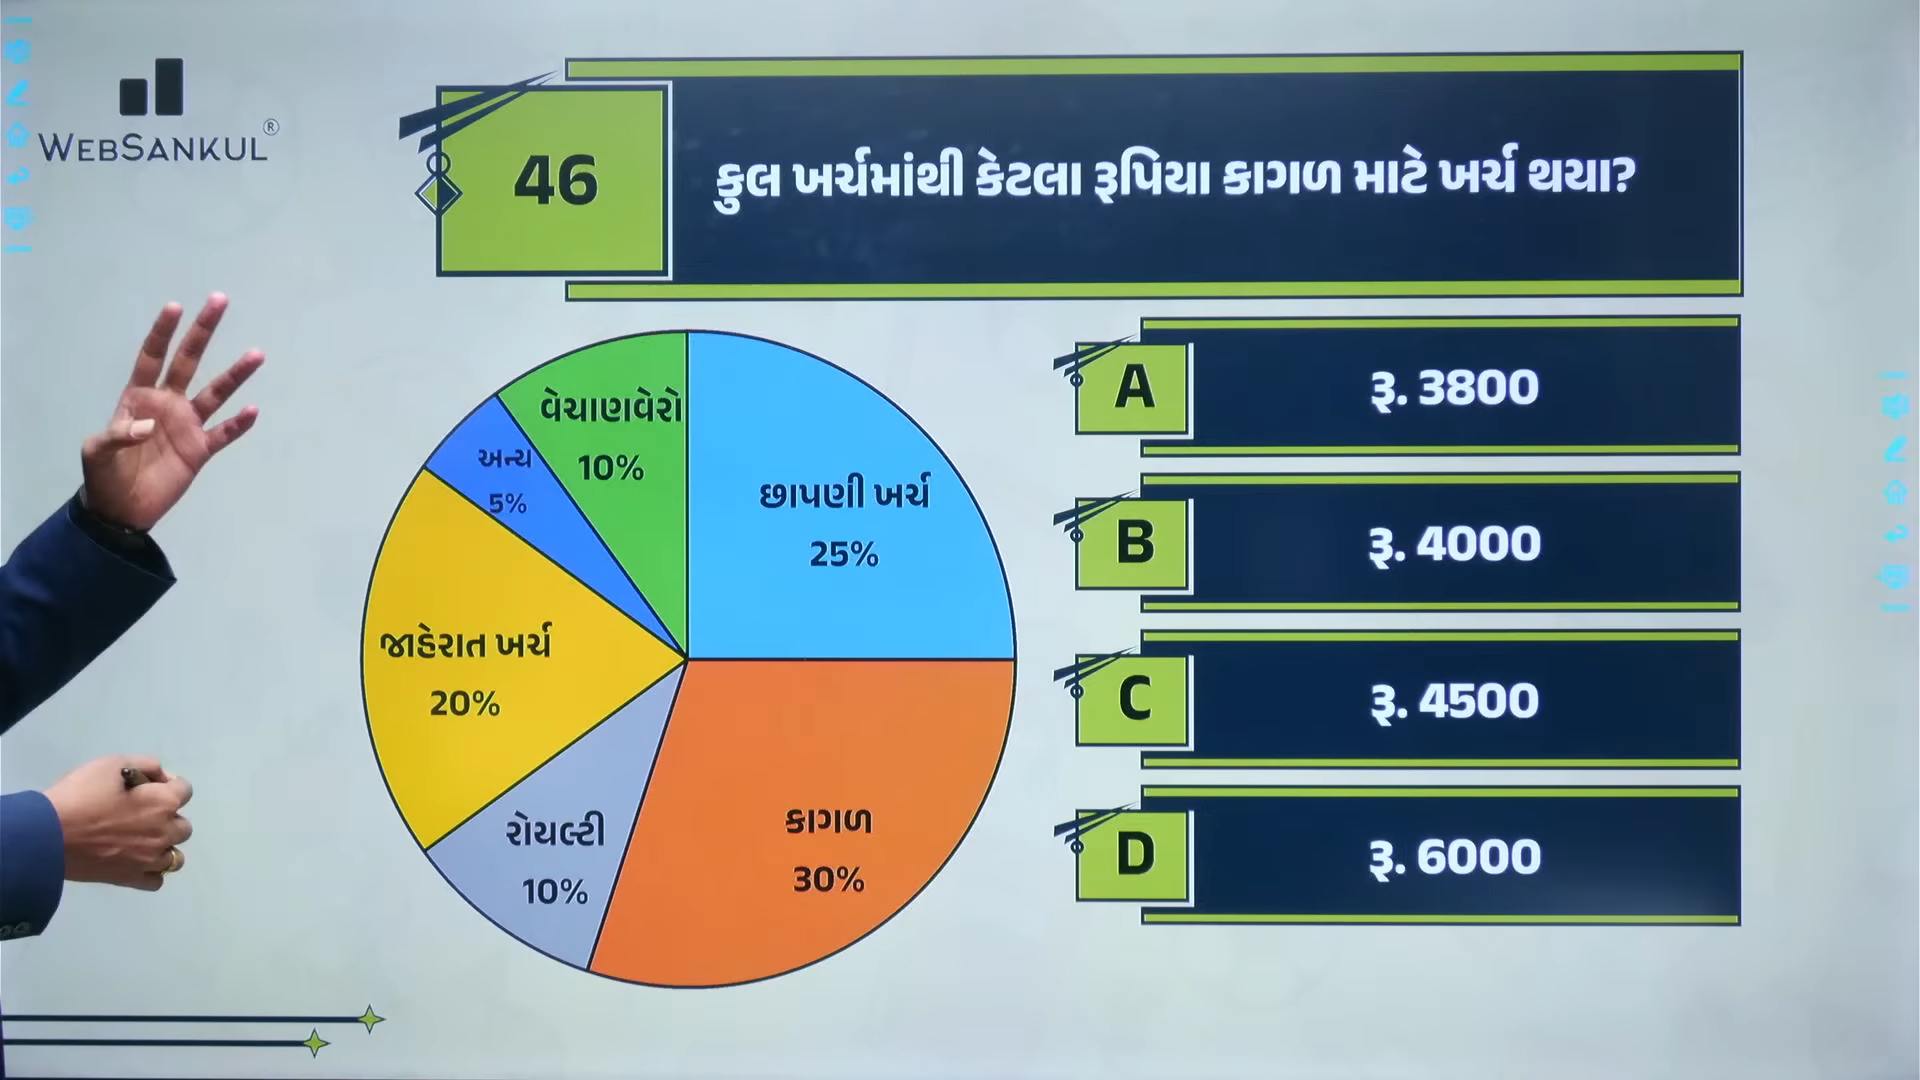 WEBSANKUL®
46
કુલ ખર્ચમાંથી કેટલા રૂપિયા કાગળ માટે ખર્ચ થયા?
વેચાણવેરો
10%
અન્ય
5%
છાપણી ખર્ચ
25%
જાહેરાત ખર્ચ
20%
રોયલ્ટી
10%
કાગળ
30%
A
રૂ. 3800
B
રૂ. 4000
C
રૂ. 4500
D
રૂ. 6000